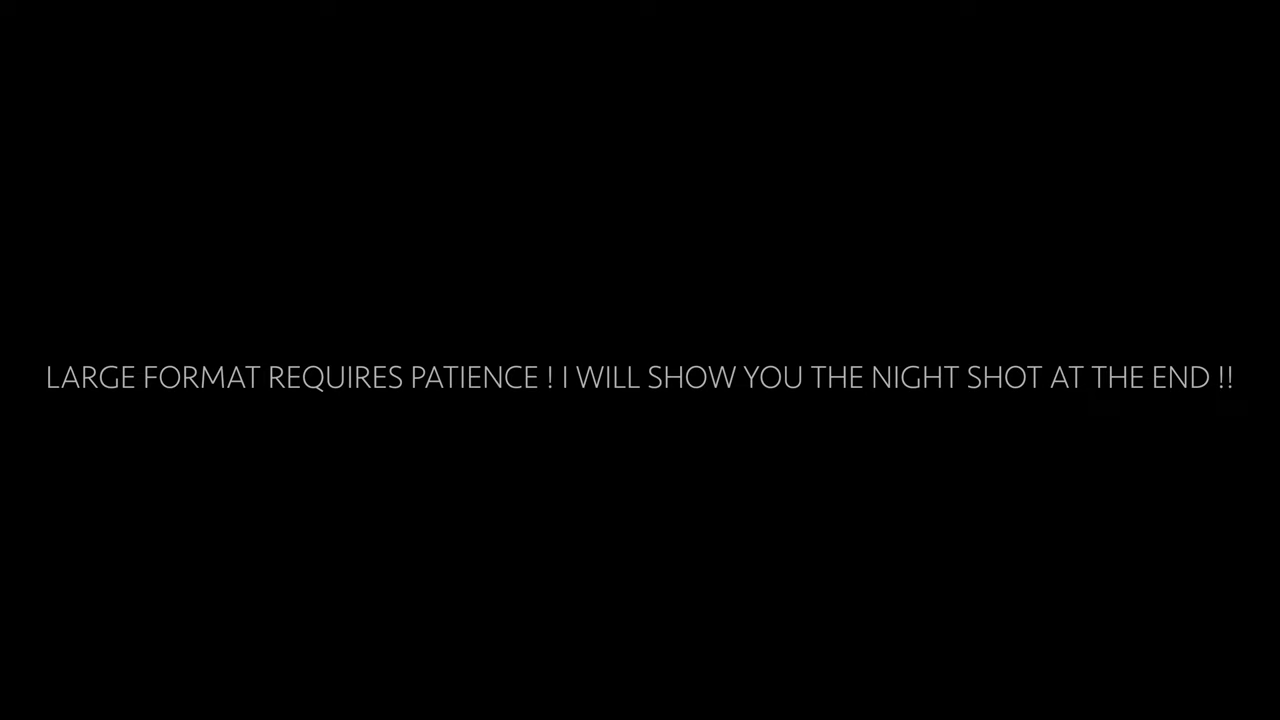 LARGE FORMAT REQUIRES PATIENCE ! I WILL SHOW YOU THE NIGHT SHOT AT THE END !!